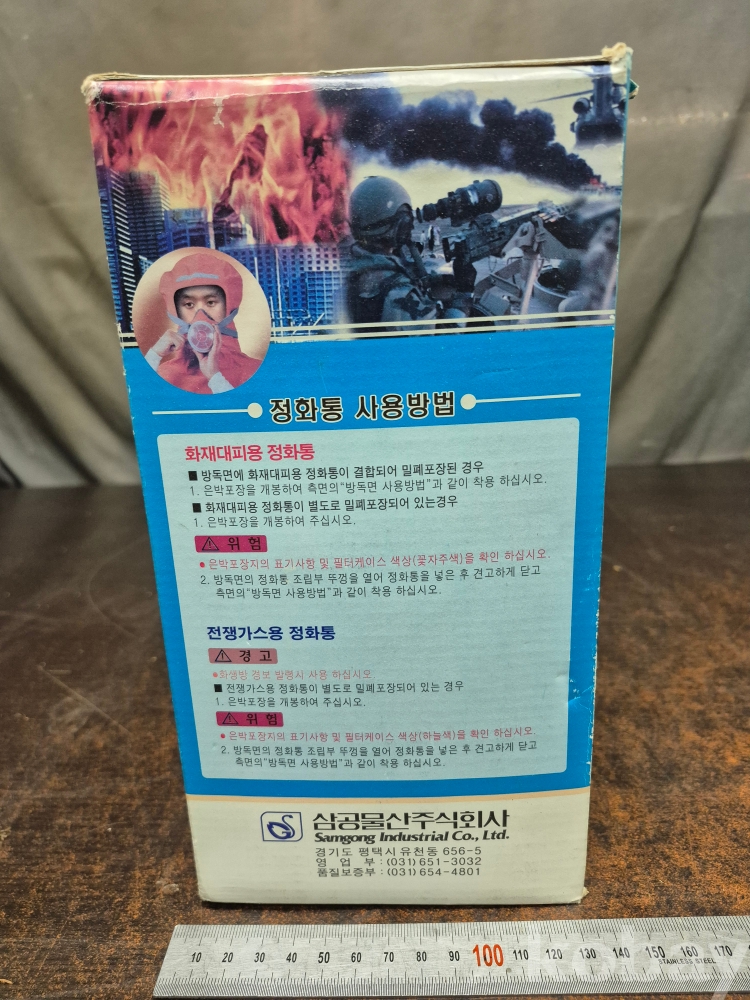 정화통 사용방법
화재대피용 정화통
■ 방독면에 화재대피용 정화통이 결합되어 밀폐포장된 경우
1. 은박포장을 개봉하여 측면의"방독면 사용방법"과 같이 착용 하십시오.
■ 화재대피용 정화통이 별도로 밀폐포장되어 있는경우
1. 은박포장을 개봉하여 주십시오.
위 험
● 은박포장지의 표기사항 및 필터케이스 색상(꽃자주색)을 확인 하십시오.
2. 방독면의 정화통 조립부 뚜껑을 열어 정화통을 넣은 후 견고하게 닫고
측면의"방독면 사용방법"과 같이 착용 하십시오.
전쟁가스용 정화통
경 고
●화생방 경보 발령시 사용 하십시오.
■ 전쟁가스용 정화통이 별도로 밀폐포장되어 있는 경우
1. 은박포장을 개봉하여 주십시오.
위 험
● 은박포장지의 표기사항 및 필터케이스 색상(하늘색)을 확인 하십시오.
2. 방독면의 정화통 조립부 뚜껑을 열어 정화통을 넣은 후 견고하게 닫고
측면의"방독면 사용방법"과 같이 착용 하십시오.
삼공물산주식회사
Samgong Industrial Co., Ltd.
경기도 평택시 유천동 656-5
영 업 부 : (031) 651-3032
품질보증부 : (031) 654-4801
10 20 30 40 50 60 70 80 90 100 110 120 130 140 150 160 170
STAINLESS STEEL